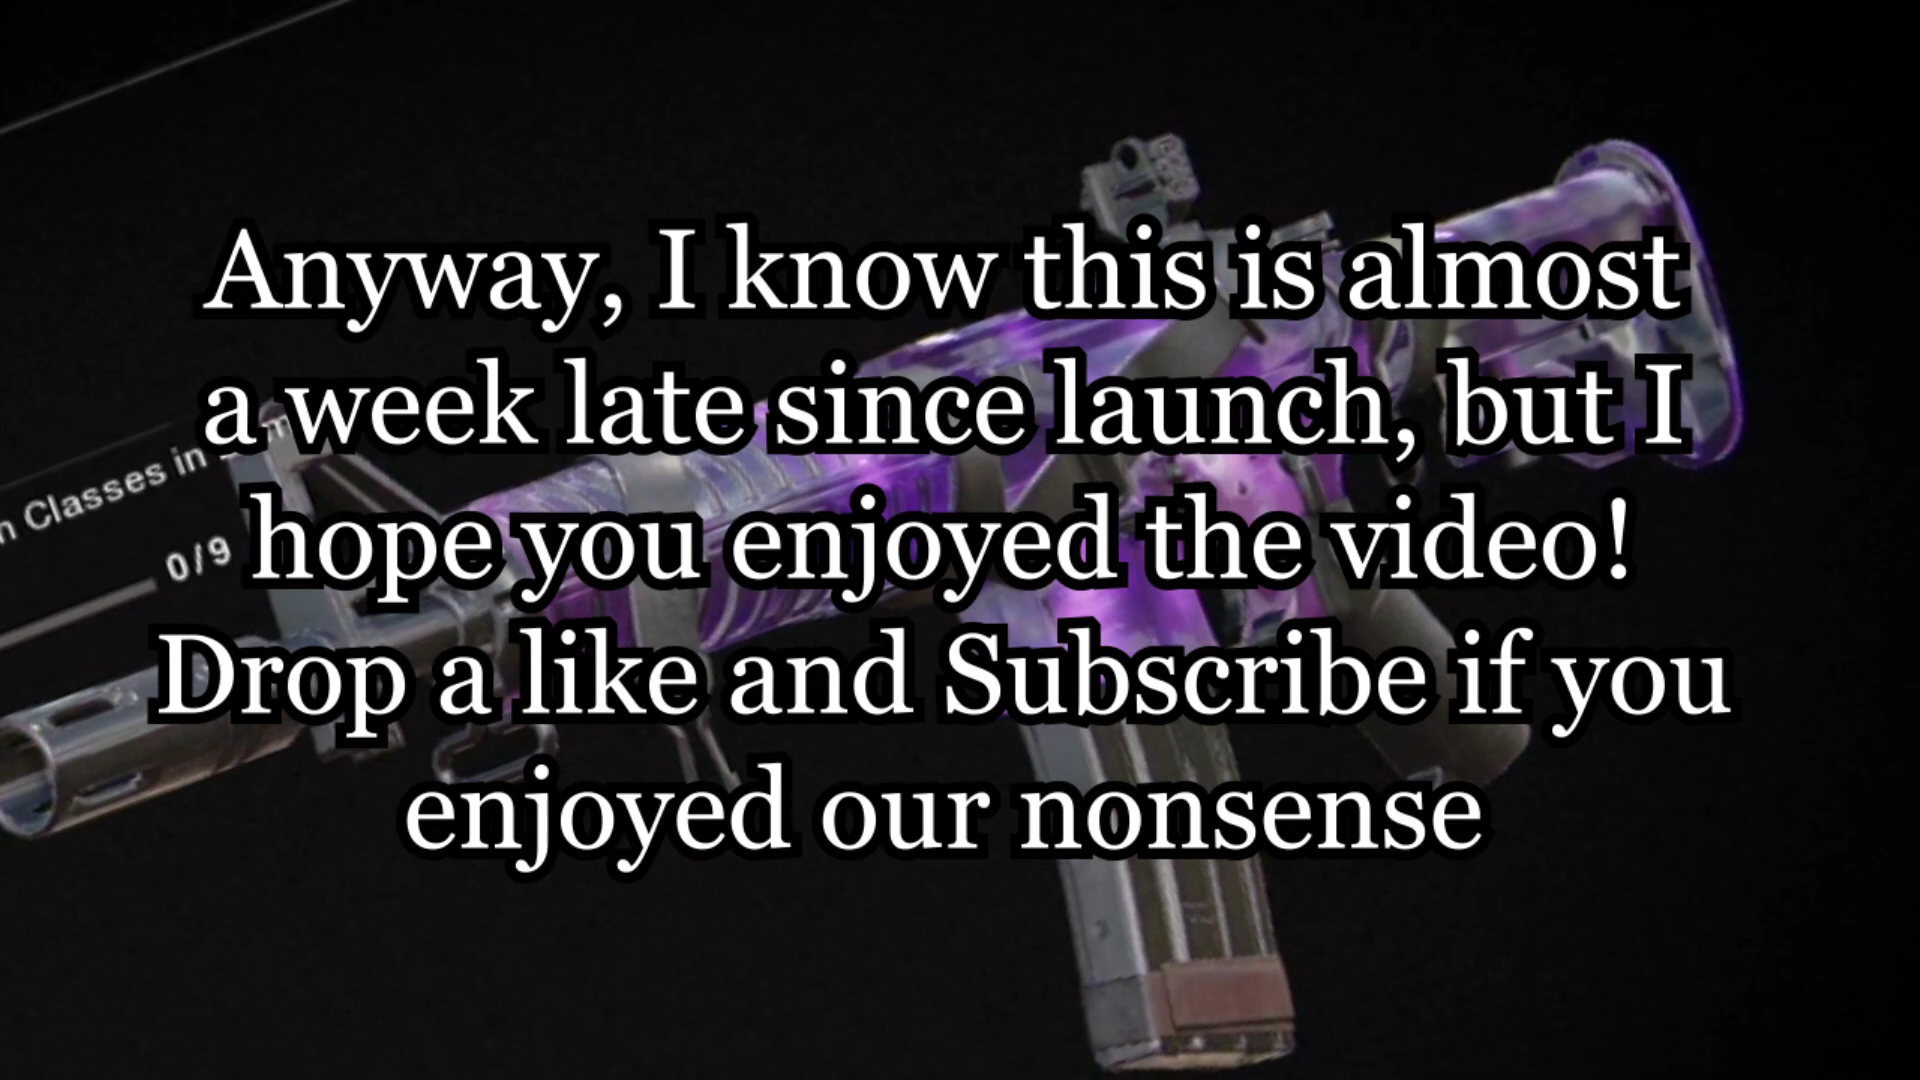 Anyway, I know this is almost
a week late since launch, but I
hope you enjoyed the video!
Drop a like and Subscribe if you
enjoyed our nonsense
Classes in
0/9